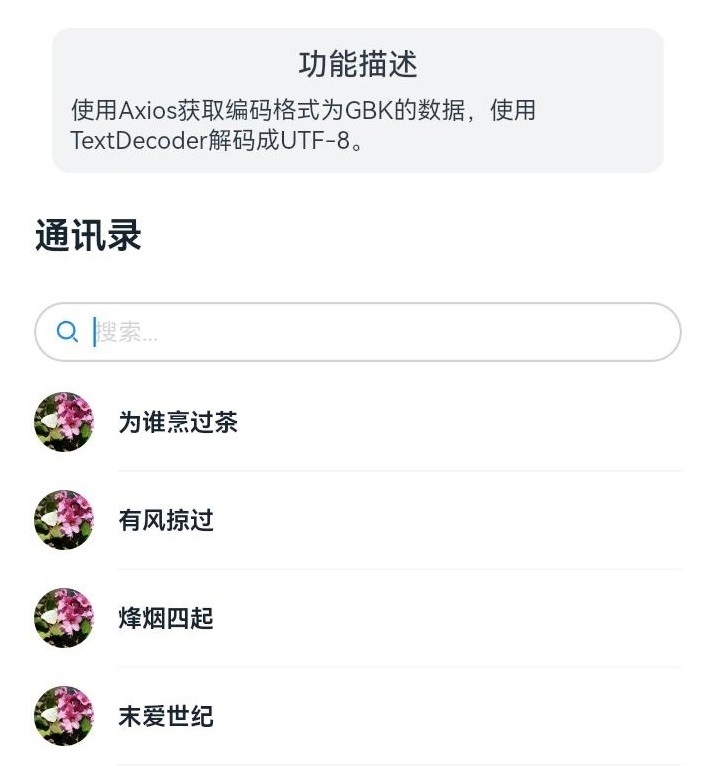 功能描述
使用Axios获取编码格式为GBK的数据，使用
TextDecoder解码成UTF-8。
通讯录
搜索...
为谁烹过茶
有风掠过
烽烟四起
末爱世纪